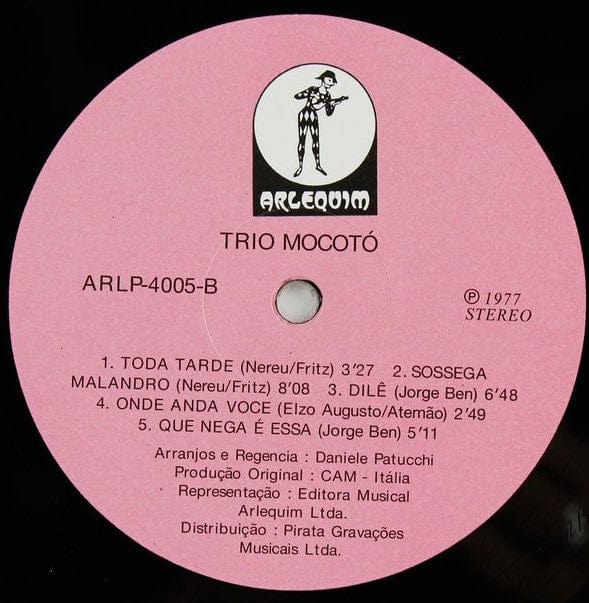 ARLEQUIM
TRIO MOCOTÓ
ARLP-4005-B
Ⓟ 1977
STEREO
1. TODA TARDE (Nereu/Fritz) 3'27 2. SOSSEGA
MALANDRO (Nereu/Fritz) 8'08 3. DILÊ (Jorge Ben) 6'48
4. ONDE ANDA VOCE (Elzo Augusto/Atemão) 2'49
5. QUE NEGA É ESSA (Jorge Ben) 5'11
Arranjos e Regencia : Daniele Patucchi
Produção Original : CAM - Itália
Representação : Editora Musical
Arlequim Ltda.
Distribuição : Pirata Gravações
Musicais Ltda.